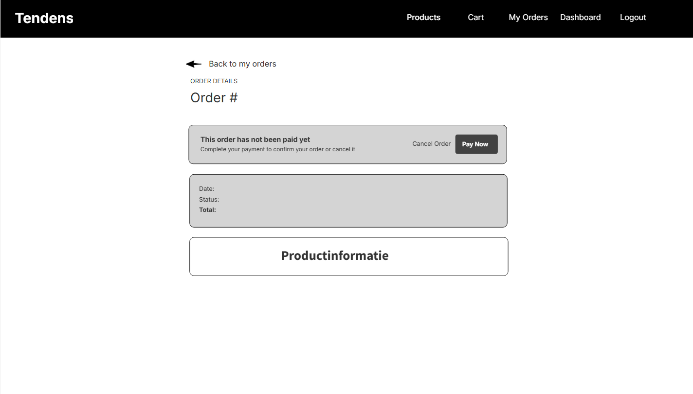 Tendens
Products Cart My Orders Dashboard Logout
Back to my orders
ORDER DETAILS
Order #
This order has not been paid yet
Complete your payment to confirm your order or cancel it
Cancel Order Pay Now
Date:
Status:
Total:
Productinformatie